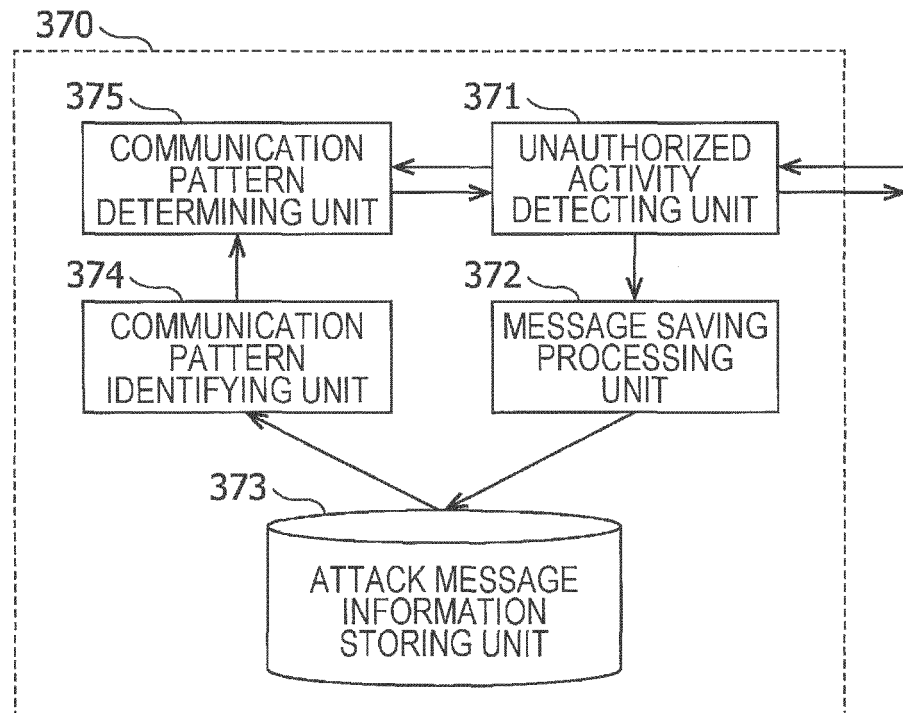 370
375
COMMUNICATION
PATTERN
DETERMINING UNIT
371
UNAUTHORIZED
ACTIVITY
DETECTING UNIT
374
COMMUNICATION
PATTERN
IDENTIFYING UNIT
372
MESSAGE SAVING
PROCESSING
UNIT
373
ATTACK MESSAGE
INFORMATION
STORING UNIT